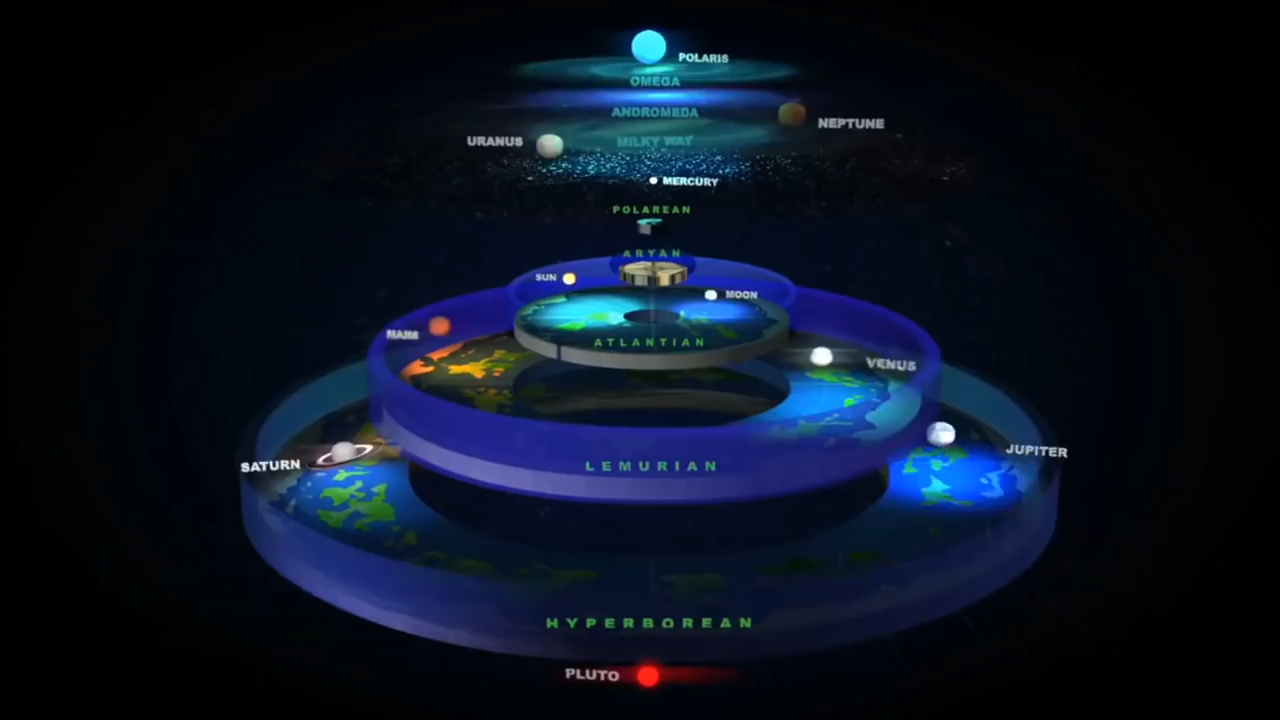 POLARIS
OMEGA
ANDROMEDA
NEPTUNE
URANUS
MILKY WAY
MERCURY
POLAREAN
ARYAN
SUN
MOON
MARS
ATLANTIAN
VENUS
JUPITER
SATURN
LEMURIAN
HYPERBOREAN
PLUTO